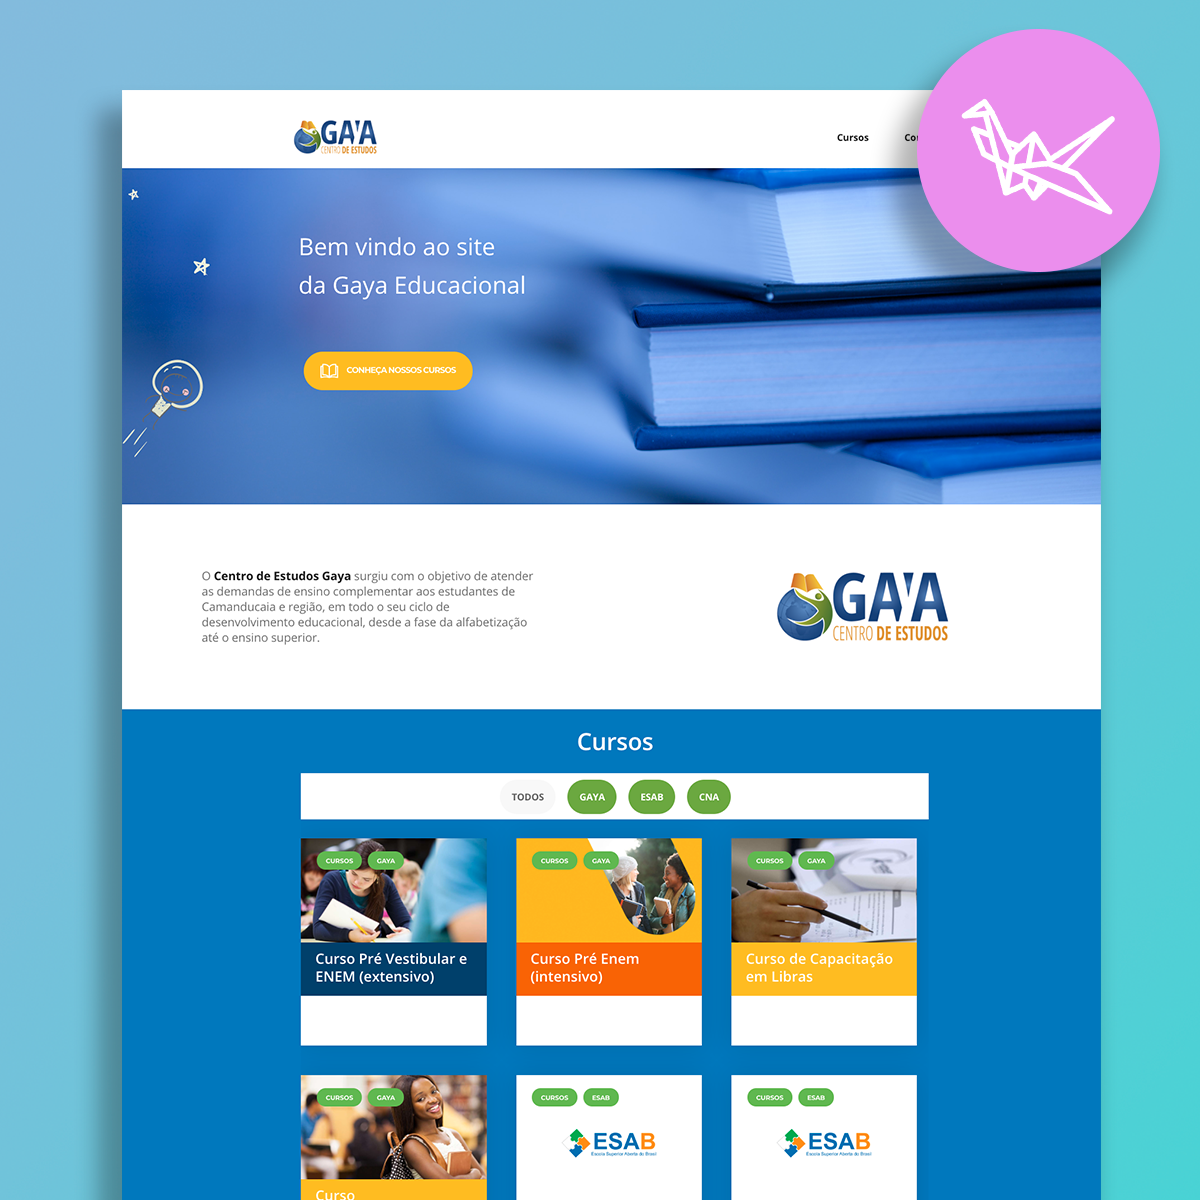 GAYA
CENTRO DE ESTUDOS
Cursos
Bem vindo ao site
da Gaya Educacional
CONHEÇA NOSSOS CURSOS
O Centro de Estudos Gaya surgiu com o objetivo de atender
as demandas de ensino complementar aos estudantes de
Camanducaia e região, em todo o seu ciclo de
desenvolvimento educacional, desde a fase da alfabetização
até o ensino superior.
GAYA
CENTRO DE ESTUDOS
Cursos
TODOS GAYA ESAB CNA
CURSOS GAYA
Curso Pré Vestibular e
ENEM (extensivo)
CURSOS GAYA
Curso Pré Enem
(intensivo)
CURSOS GAYA
Curso de Capacitação
em Libras
CURSOS GAYA
Curso
CURSOS ESAB
ESAB
Escola Superior Aberta do Brasil
CURSOS ESAB
ESAB
Escola Superior Aberta do Brasil